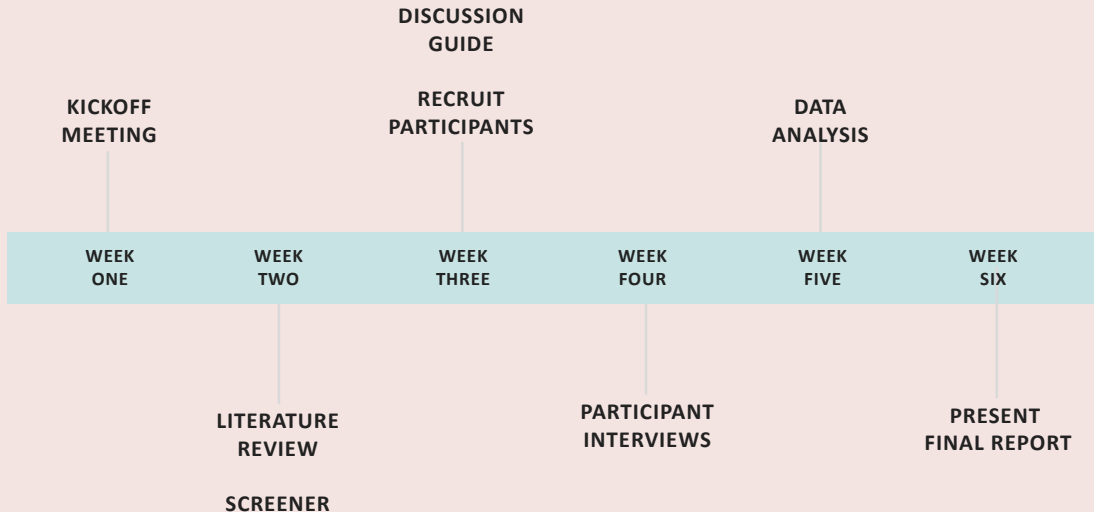 DISCUSSION
GUIDE
RECRUIT
PARTICIPANTS
KICKOFF
MEETING
DATA
ANALYSIS
WEEK
ONE
WEEK
TWO
WEEK
THREE
WEEK
FOUR
WEEK
FIVE
WEEK
SIX
LITERATURE
REVIEW
SCREENER
PARTICIPANT
INTERVIEWS
PRESENT
FINAL REPORT